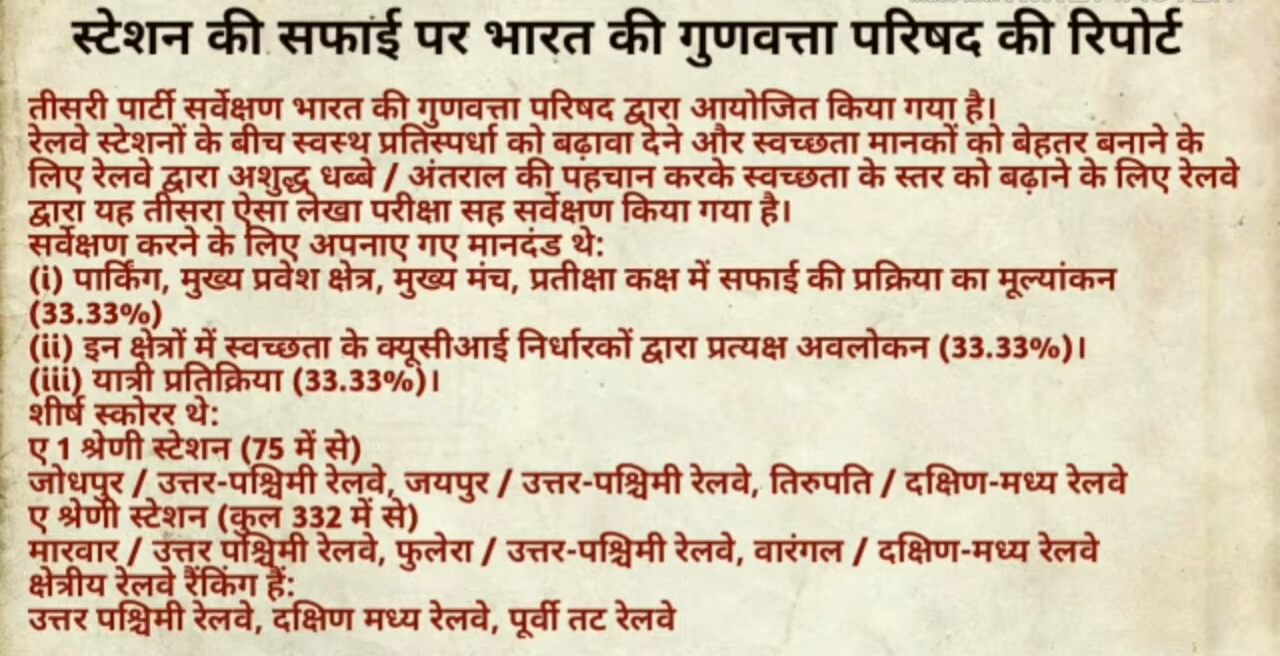 स्टेशन की सफाई पर भारत की गुणवत्ता परिषद की रिपोर्ट
तीसरी पार्टी सर्वेक्षण भारत की गुणवत्ता परिषद द्वारा आयोजित किया गया है।
रेलवे स्टेशनों के बीच स्वस्थ प्रतिस्पर्धा को बढ़ावा देने और स्वच्छता मानकों को बेहतर बनाने के
लिए रेलवे द्वारा अशुद्ध धब्बे / अंतराल की पहचान करके स्वच्छता के स्तर को बढ़ाने के लिए रेलवे
द्वारा यह तीसरा ऐसा लेखा परीक्षा सह सर्वेक्षण किया गया है।
सर्वेक्षण करने के लिए अपनाए गए मानदंड थे:
(i) पार्किंग, मुख्य प्रवेश क्षेत्र, मुख्य मंच, प्रतीक्षा कक्ष में सफाई की प्रक्रिया का मूल्यांकन
(33.33%)
(ii) इन क्षेत्रों में स्वच्छता के क्यूसीआई निर्धारकों द्वारा प्रत्यक्ष अवलोकन (33.33%)।
(iii) यात्री प्रतिक्रिया (33.33%)।
शीर्ष स्कोरर थे:
ए 1 श्रेणी स्टेशन (75 में से)
जोधपुर / उत्तर-पश्चिमी रेलवे, जयपुर / उत्तर-पश्चिमी रेलवे, तिरुपति / दक्षिण-मध्य रेलवे
ए श्रेणी स्टेशन (कुल 332 में से)
मारवार / उत्तर पश्चिमी रेलवे, फुलेरा / उत्तर-पश्चिमी रेलवे, वारंगल / दक्षिण-मध्य रेलवे
क्षेत्रीय रेलवे रैंकिंग हैं:
उत्तर पश्चिमी रेलवे, दक्षिण मध्य रेलवे, पूर्वी तट रेलवे